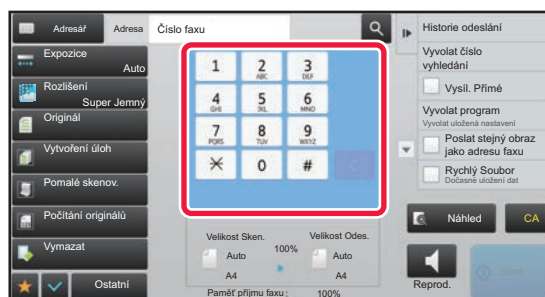 Adresář
Adresa
Číslo faxu
Historie odeslání
Expozice
Auto
Rozlišení
Super Jemný
Originál
Vytvoření úloh
Pomalé skenov.
Počítání originálů
Vymazat
Ostatní
1
2 ABC
3 DEF
4 GHI
5 JKL
6 MNO
7 PQRS
8 TUV
9 WXYZ
0
#
C
Velikost Sken.
Velikost Odes.
100%
Auto
Auto
A4
A4
Paměť příjmu faxu: 100%
Vyvolat číslo
vyhledání
Vysíl. Přímé
Vyvolat program
Vyvolat uložená nastavení
Poslat stejný obraz
jako adresu faxu
Rychlý Soubor
Dočasné uložení dat
Náhled
CA
Reprod.
Start